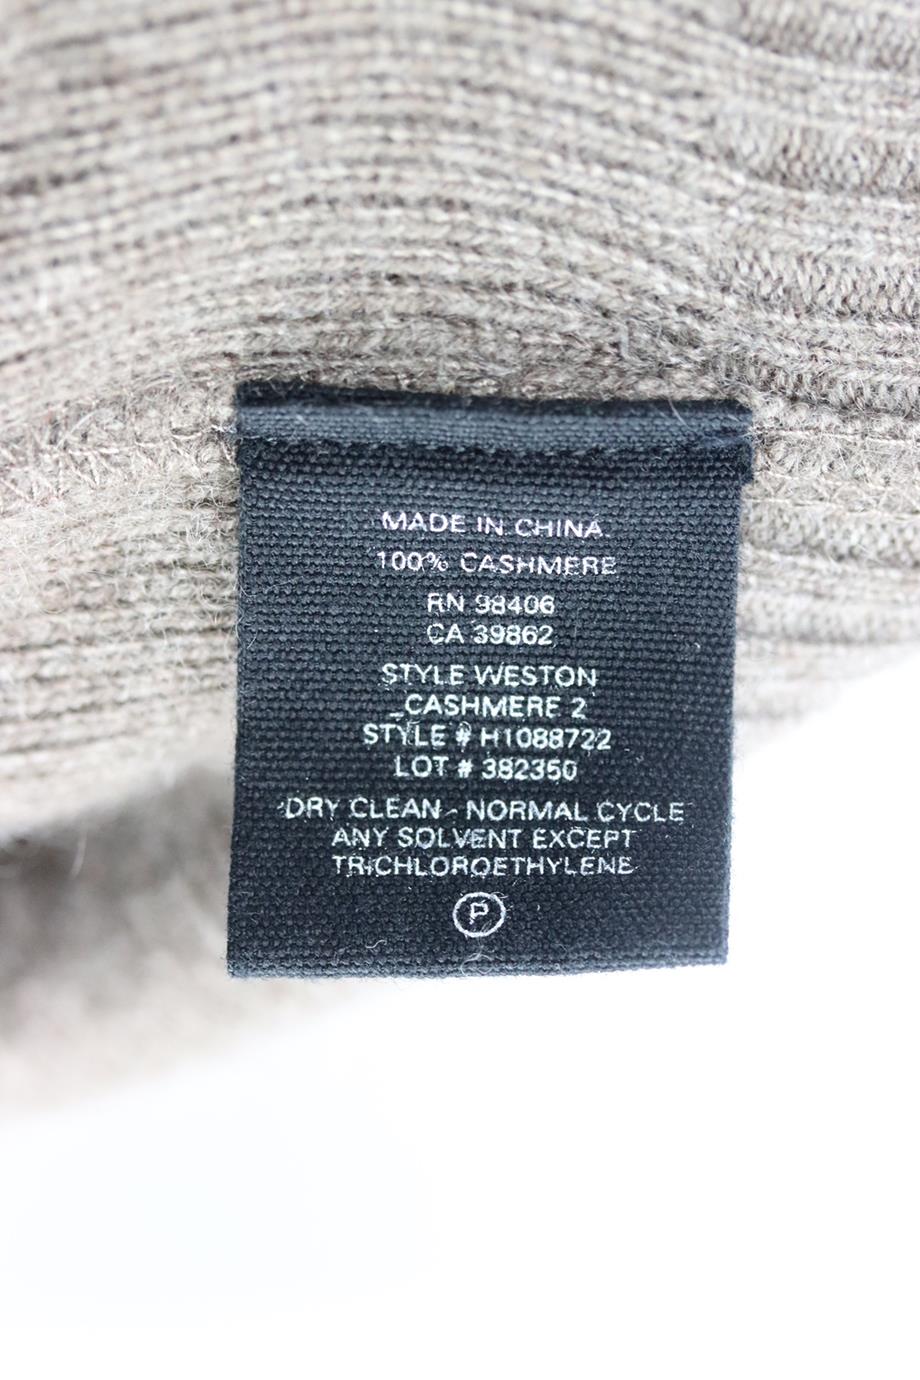 MADE IN CHINA
100% CASHMERE
RN 98406
CA 39862
STYLE WESTON
_CASHMERE 2
STYLE # H1088722
LOT # 382350
DRY CLEAN - NORMAL CYCLE
ANY SOLVENT EXCEPT
TRICHLOROETHYLENE
P